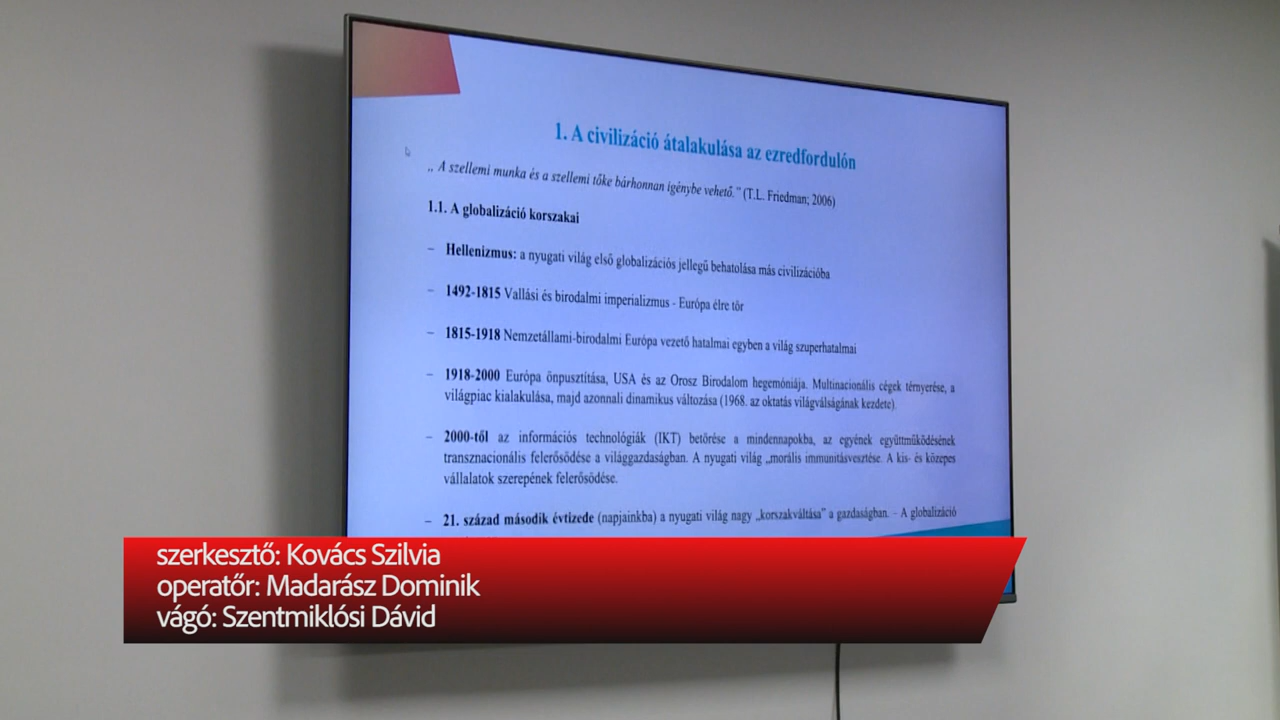 1. A civilizáció átalakulása az ezredfordulón
„ A szellemi munka és a szellemi tőke bárhonnan igénybe vehető." (T.L. Friedman; 2006)
1.1. A globalizáció korszakai
– Hellenizmus: a nyugati világ első globalizációs jellegű behatolása más civilizációba
– 1492-1815 Vallási és birodalmi imperializmus - Európa élre tör
– 1815-1918 Nemzetállami-birodalmi Európa vezető hatalmai egyben a világ szuperhatalmai
– 1918-2000 Európa önpusztítása, USA és az Orosz Birodalom hegemóniája. Multinacionális cégek térnyerése, a
világpiac kialakulása, majd azonnali dinamikus változása (1968. az oktatás világválságának kezdete).
– 2000-től az információs technológiák (IKT) betörése a mindennapokba, az egyének együttműködésének
transznacionális felerősödése a világgazdaságban. A nyugati világ „morális immunitásvesztése. A kis- és közepes
vállalatok szerepének felerősödése.
– 21. század második évtizede (napjainkba) a nyugati világ nagy „korszakváltása" a gazdaságban. - A globalizáció
szerkesztő: Kovács Szilvia
operatőr: Madarász Dominik
vágó: Szentmiklósi Dávid